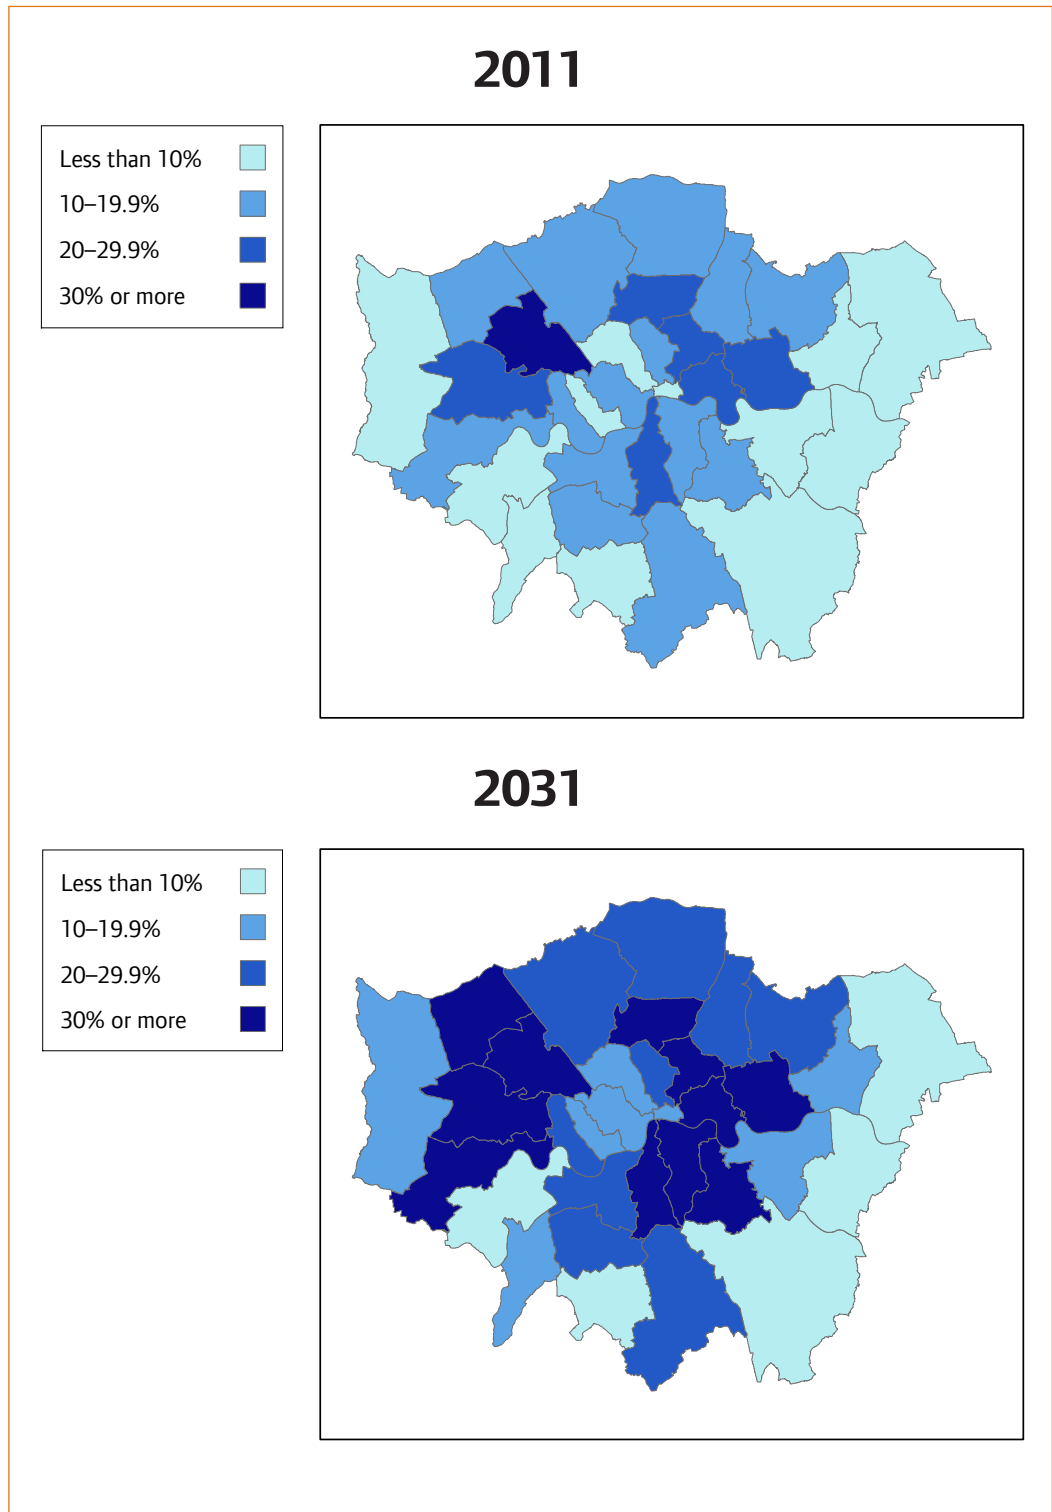 2011
Less than 10%
10–19.9%
20–29.9%
30% or more
2031
Less than 10%
10–19.9%
20–29.9%
30% or more